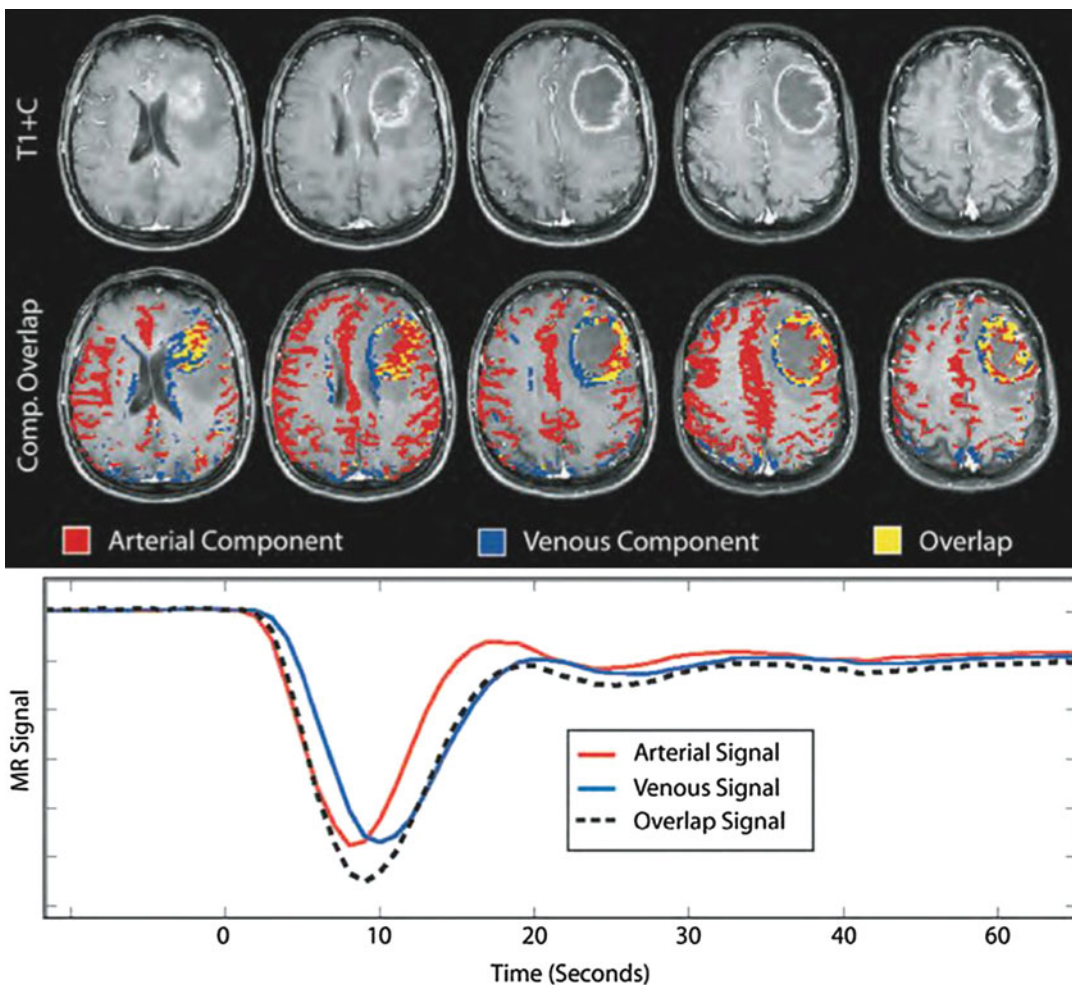 T1+C
Comp. Overlap
Arterial Component
Venous Component
Overlap
MR Signal
Arterial Signal
Venous Signal
Overlap Signal
0
10
20
30
40
60
Time (Seconds)